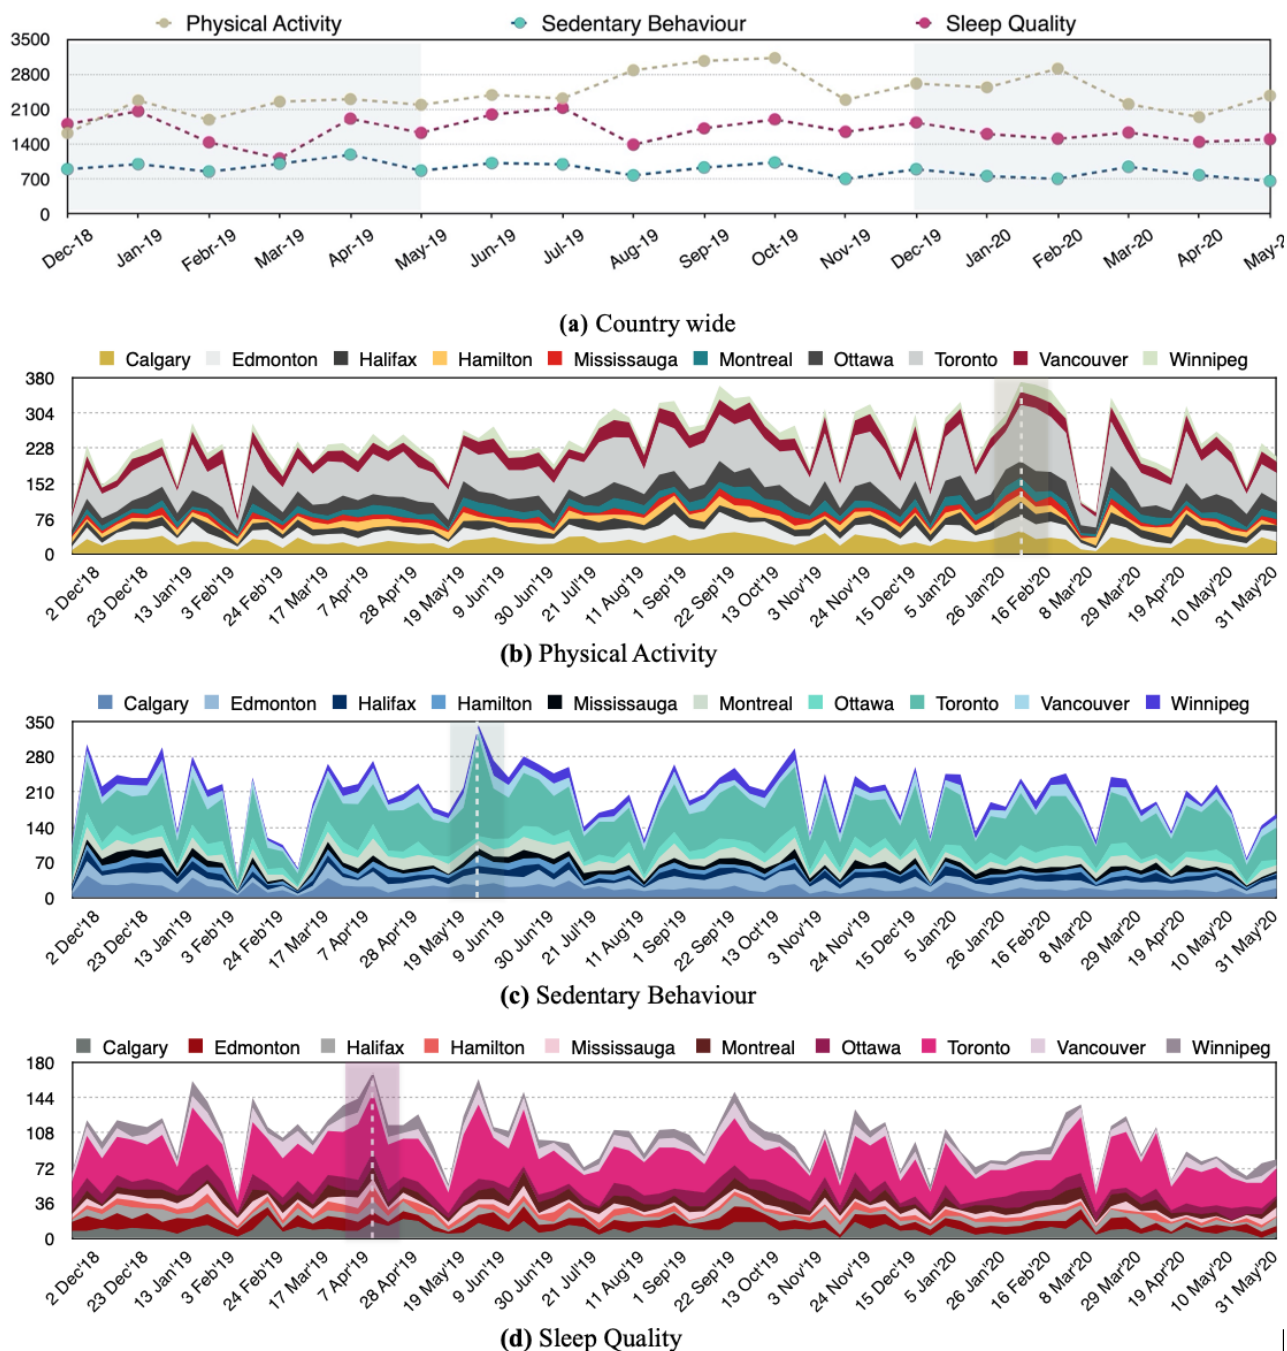 Physical Activity Sedentary Behaviour Sleep Quality
3500
2800
2100
1400
700
0
Dec-18 Jan-19 Febr-19 Mar-19 Apr-19 May-19 Jun-19 Jul-19 Aug-19 Sep-19 Oct-19 Nov-19 Dec-19 Jan-20 Feb-20 Mar-20 Apr-20 May-2
(a) Country wide
Calgary Edmonton Halifax Hamilton Mississauga Montreal Ottawa Toronto Vancouver Winnipeg
380
304
228
152
76
0
2 Dec'18 23 Dec'18 13 Jan'19 3 Feb'19 24 Feb'19 17 Mar'19 7 Apr'19 28 Apr'19 19 May'19 9 Jun'19 30 Jun'19 21 Jul'19 11 Aug'19 1 Sep'19 22 Sep'19 13 Oct'19 3 Nov'19 24 Nov'19 15 Dec'19 5 Jan'20 26 Jan'20 16 Feb'20 8 Mar'20 29 Mar'20 19 Apr'20 10 May'20 31 May'20
(b) Physical Activity
Calgary Edmonton Halifax Hamilton Mississauga Montreal Ottawa Toronto Vancouver Winnipeg
350
280
210
140
70
0
2 Dec'18 23 Dec'18 13 Jan'19 3 Feb'19 24 Feb'19 17 Mar'19 7 Apr'19 28 Apr'19 19 May'19 9 Jun'19 30 Jun'19 21 Jul'19 11 Aug'19 1 Sep'19 22 Sep'19 13 Oct'19 3 Nov'19 24 Nov'19 15 Dec'19 5 Jan'20 26 Jan'20 16 Feb'20 8 Mar'20 29 Mar'20 19 Apr'20 10 May'20 31 May'20
(c) Sedentary Behaviour
Calgary Edmonton Halifax Hamilton Mississauga Montreal Ottawa Toronto Vancouver Winnipeg
180
144
108
72
36
0
2 Dec'18 23 Dec'18 13 Jan'19 3 Feb'19 24 Feb'19 17 Mar'19 7 Apr'19 28 Apr'19 19 May'19 9 Jun'19 30 Jun'19 21 Jul'19 11 Aug'19 1 Sep'19 22 Sep'19 13 Oct'19 3 Nov'19 24 Nov'19 15 Dec'19 5 Jan'20 26 Jan'20 16 Feb'20 8 Mar'20 29 Mar'20 19 Apr'20 10 May'20 31 May'20
(d) Sleep Quality